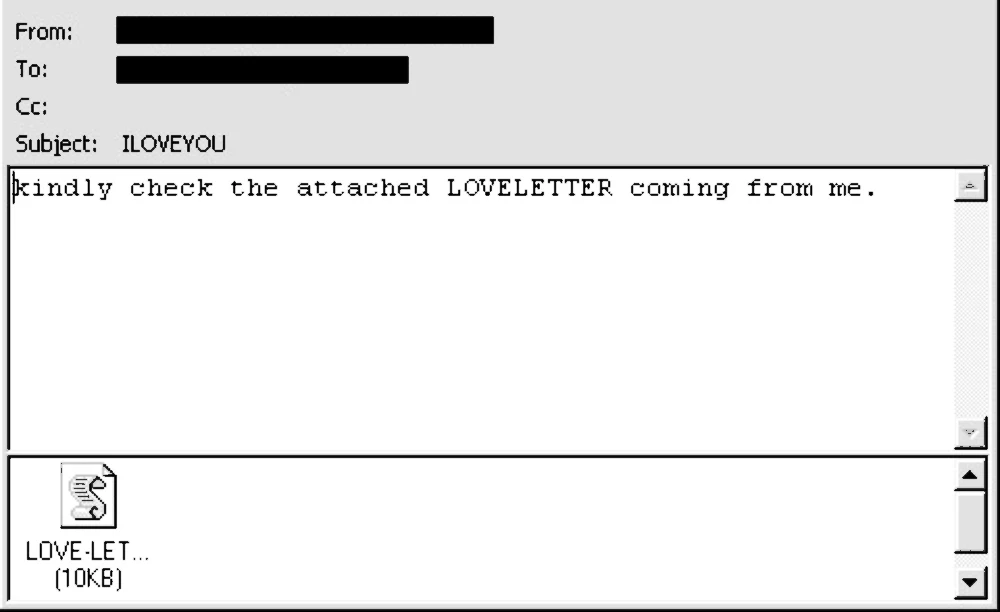 From:
To:
Cc:
Subject: ILOVEYOU
kindly check the attached LOVELETTER coming from me.
LOVE-LET...
(10KB)